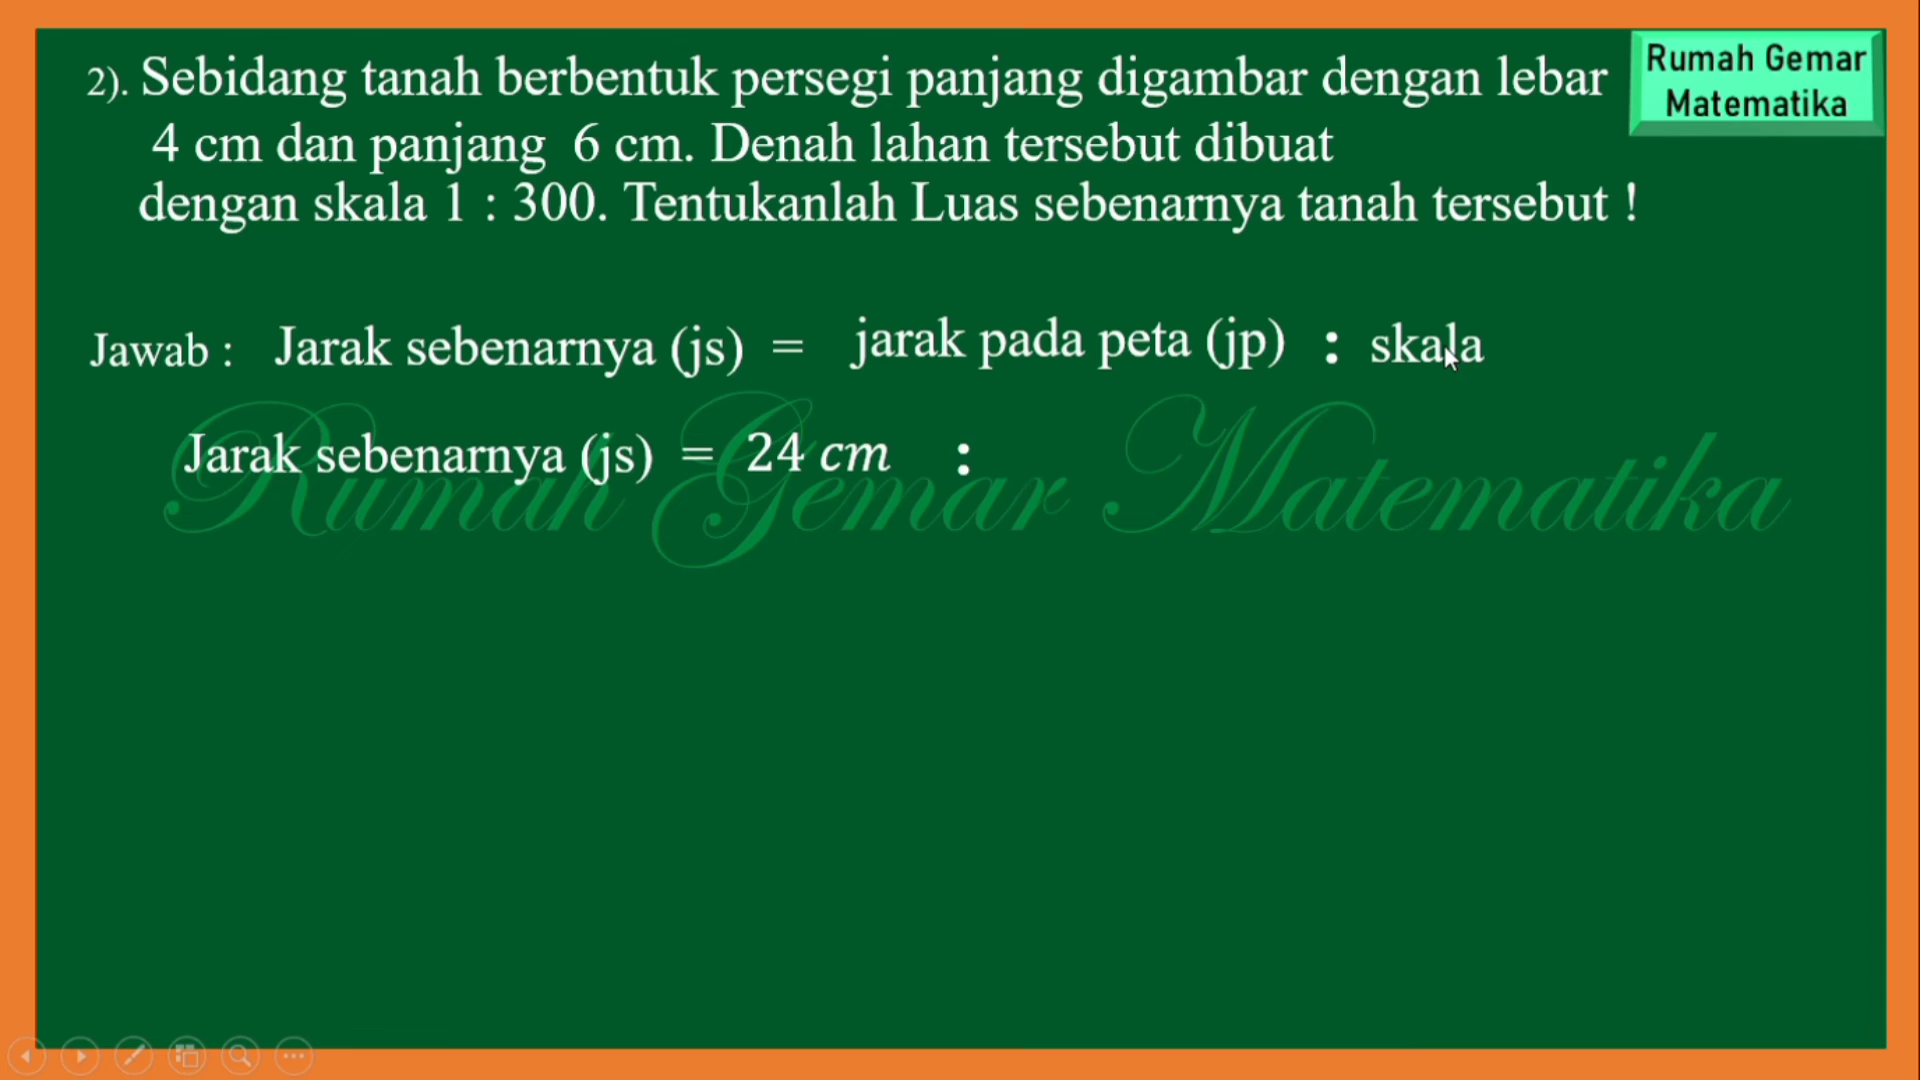 2). Sebidang tanah berbentuk persegi panjang digambar dengan lebar
4 cm dan panjang 6 cm. Denah lahan tersebut dibuat
dengan skala 1 : 300. Tentukanlah Luas sebenarnya tanah tersebut !
Rumah Gemar
Matematika
Jawab : Jarak sebenarnya (js) = jarak pada peta (jp) : skala
Jarak sebenarnya (js) = 24 cm :
Rumah Gemar Matematika